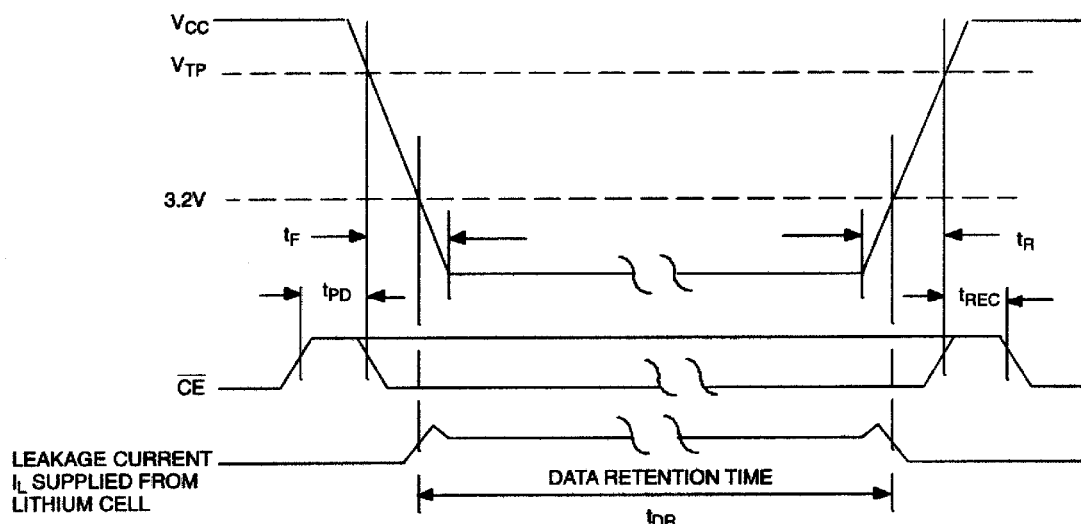 VCC
VTP
3.2V
tF
tR
tPD
tREC
CE
LEAKAGE CURRENT
IL SUPPLIED FROM
LITHIUM CELL
DATA RETENTION TIME
tDR